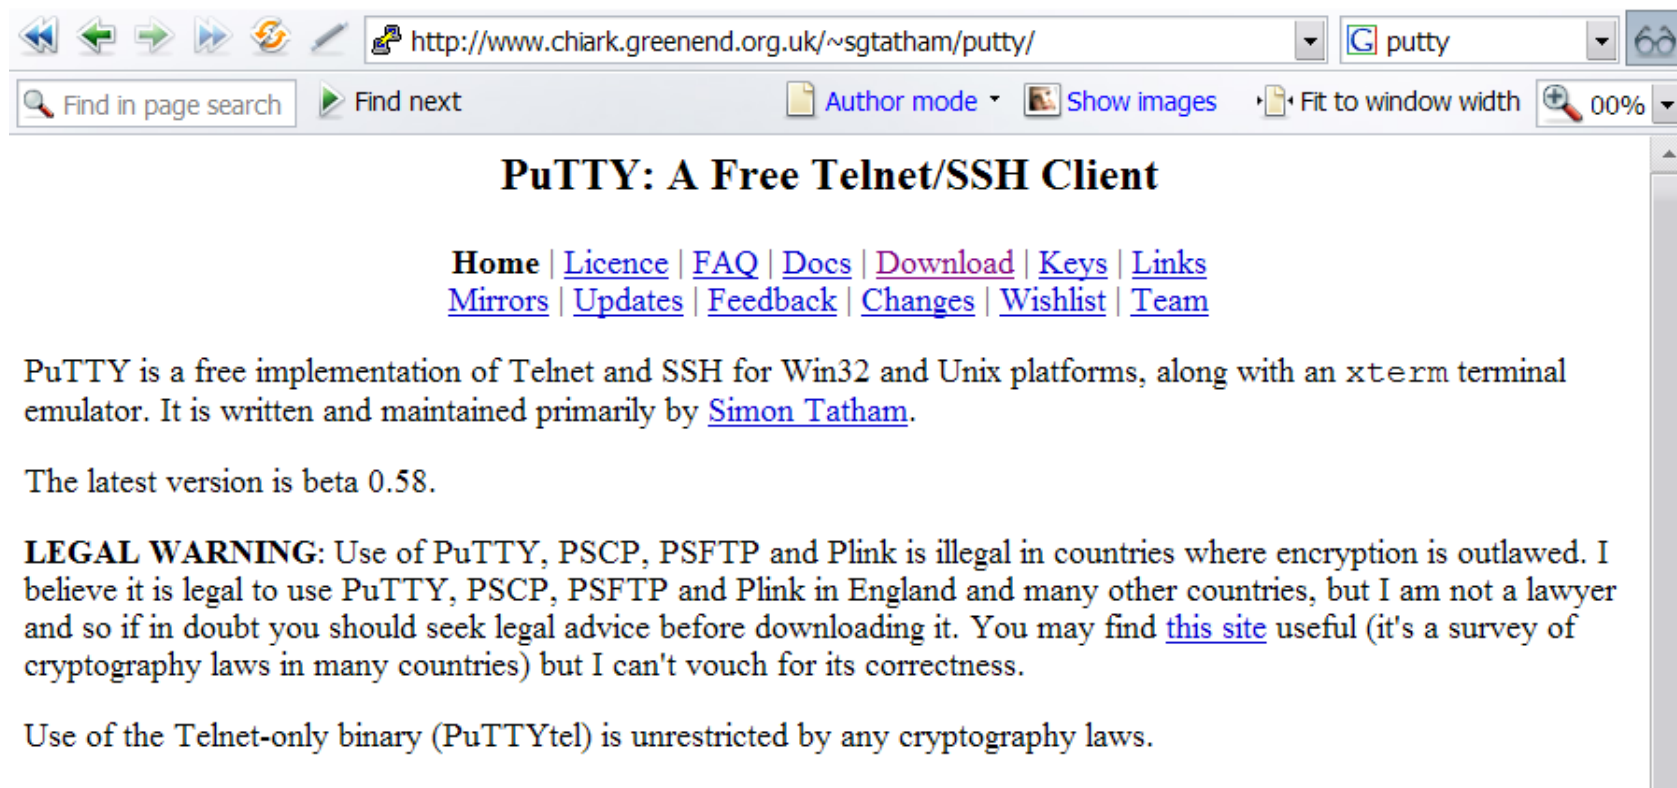 http://www.chiark.greenend.org.uk/~sgtatham/putty/ G putty
Find in page search Find next Author mode Show images Fit to window width 00%
PuTTY: A Free Telnet/SSH Client
Home | Licence | FAQ | Docs | Download | Keys | Links
Mirrors | Updates | Feedback | Changes | Wishlist | Team
PuTTY is a free implementation of Telnet and SSH for Win32 and Unix platforms, along with an xterm terminal
emulator. It is written and maintained primarily by Simon Tatham.
The latest version is beta 0.58.
LEGAL WARNING: Use of PuTTY, PSCP, PSFTP and Plink is illegal in countries where encryption is outlawed. I
believe it is legal to use PuTTY, PSCP, PSFTP and Plink in England and many other countries, but I am not a lawyer
and so if in doubt you should seek legal advice before downloading it. You may find this site useful (it's a survey of
cryptography laws in many countries) but I can't vouch for its correctness.
Use of the Telnet-only binary (PuTTYtel) is unrestricted by any cryptography laws.